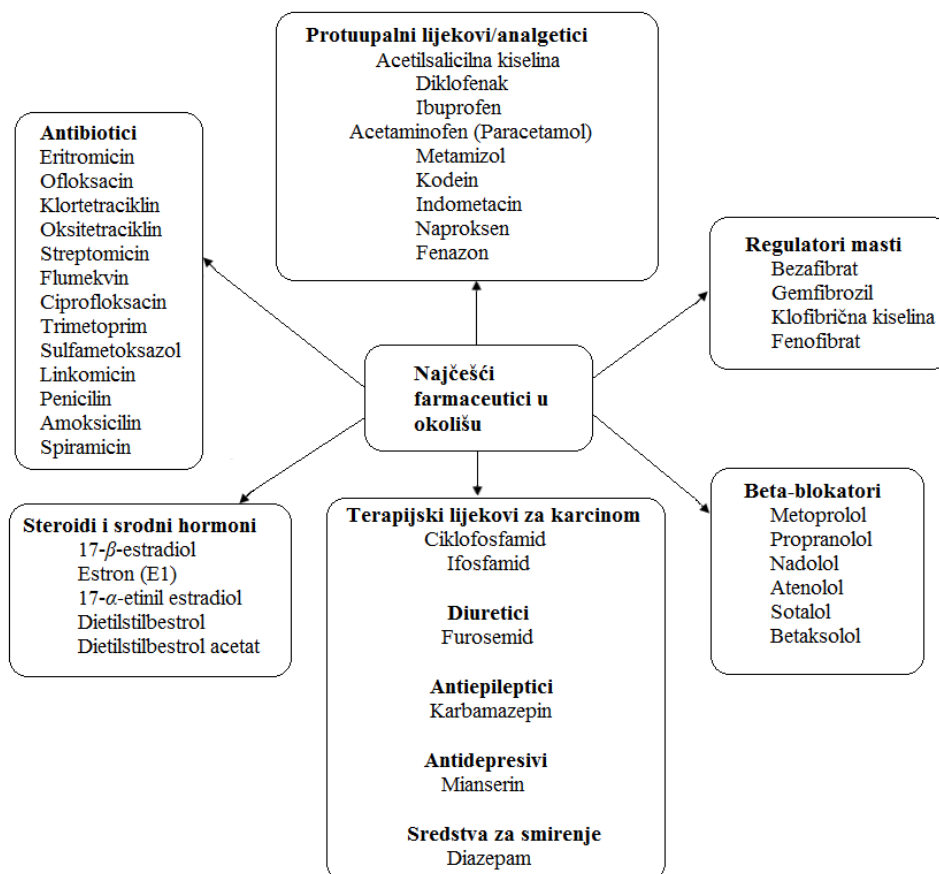 Protuupalni lijekovi/analgetici
Acetilsalicilna kiselina
Diklofenak
Ibuprofen
Acetaminofen (Paracetamol)
Metamizol
Kodein
Indometacin
Naproksen
Fenazon
Antibiotici
Eritromicin
Ofloksacin
Klortetraciklin
Oksitetraciklin
Streptomicin
Flumekvin
Ciprofloksacin
Trimetoprim
Sulfametoksazol
Linkomicin
Penicilin
Amoksicilin
Spiramicin
Regulatori masti
Bezafibrat
Gemfibrozil
Klofibrična kiselina
Fenofibrat
Najčešći
farmaceutici u
okolišu
Steroidi i srodni hormoni
17-β-estradiol
Estron (E1)
17-α-etinil estradiol
Dietilstilbestrol
Dietilstilbestrol acetat
Terapijski lijekovi za karcinom
Ciklofosfamid
Ifosfamid
Diuretici
Furosemid
Antiepileptici
Karbamazepin
Antidepresivi
Mianserin
Sredstva za smirenje
Diazepam
Beta-blokatori
Metoprolol
Propranolol
Nadolol
Atenolol
Sotalol
Betaksolol